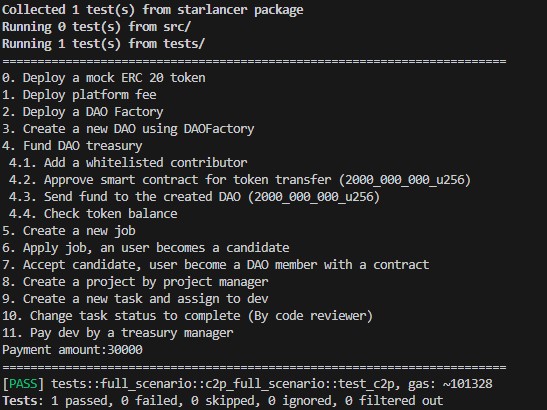 Collected 1 test(s) from starlancer package
Running 0 test(s) from src/
Running 1 test(s) from tests/
========================================================================
0. Deploy a mock ERC 20 token
1. Deploy platform fee
2. Deploy a DAO Factory
3. Create a new DAO using DAOFactory
4. Fund DAO treasury
4.1. Add a whitelisted contributor
4.2. Approve smart contract for token transfer (2000_000_000_u256)
4.3. Send fund to the created DAO (2000_000_000_u256)
4.4. Check token balance
5. Create a new job
6. Apply job, an user becomes a candidate
7. Accept candidate, user become a DAO member with a contract
8. Create a project by project manager
9. Create a new task and assign to dev
10. Change task status to complete (By code reviewer)
11. Pay dev by a treasury manager
Payment amount:30000
========================================================================
[PASS] tests::full_scenario::c2p_full_scenario::test_c2p, gas: ~101328
Tests: 1 passed, 0 failed, 0 skipped, 0 ignored, 0 filtered out